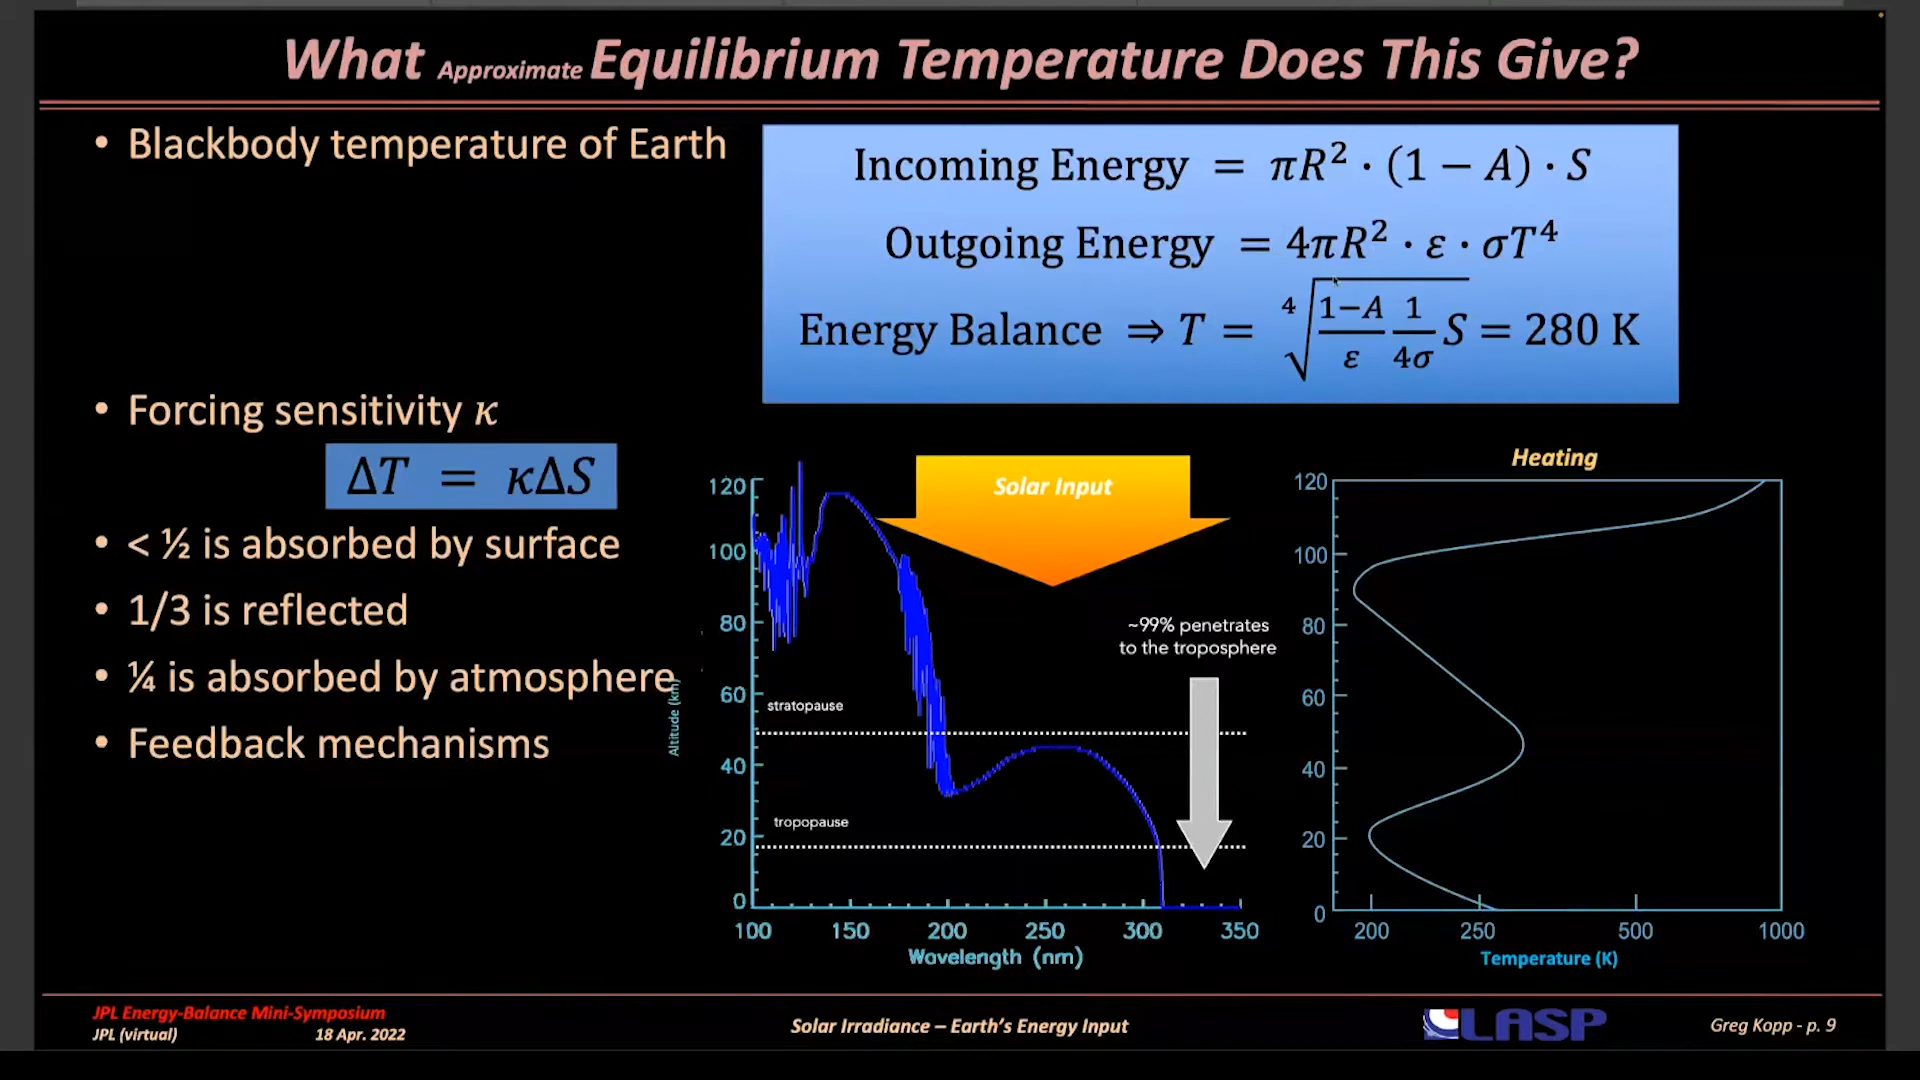 What Approximate Equilibrium Temperature Does This Give?
• Blackbody temperature of Earth
Incoming Energy = πR² · (1 − A) · S
Outgoing Energy = 4πR² · ε · σT⁴
Energy Balance ⇒ T = ∜((1−A)/ε 1/(4σ) S) = 280 K
• Forcing sensitivity κ
ΔT = κΔS
• < ½ is absorbed by surface
• 1/3 is reflected
• ¼ is absorbed by atmosphere
• Feedback mechanisms
Solar Input
~99% penetrates
to the troposphere
stratopause
tropopause
Altitude (km)
120
100
80
60
40
20
0
100 150 200 250 300 350
Wavelength (nm)
Heating
120
100
80
60
40
20
0
200 250 500 1000
Temperature (K)
JPL Energy-Balance Mini-Symposium
JPL (virtual) 18 Apr. 2022
Solar Irradiance – Earth's Energy Input
LASP
Greg Kopp - p. 9